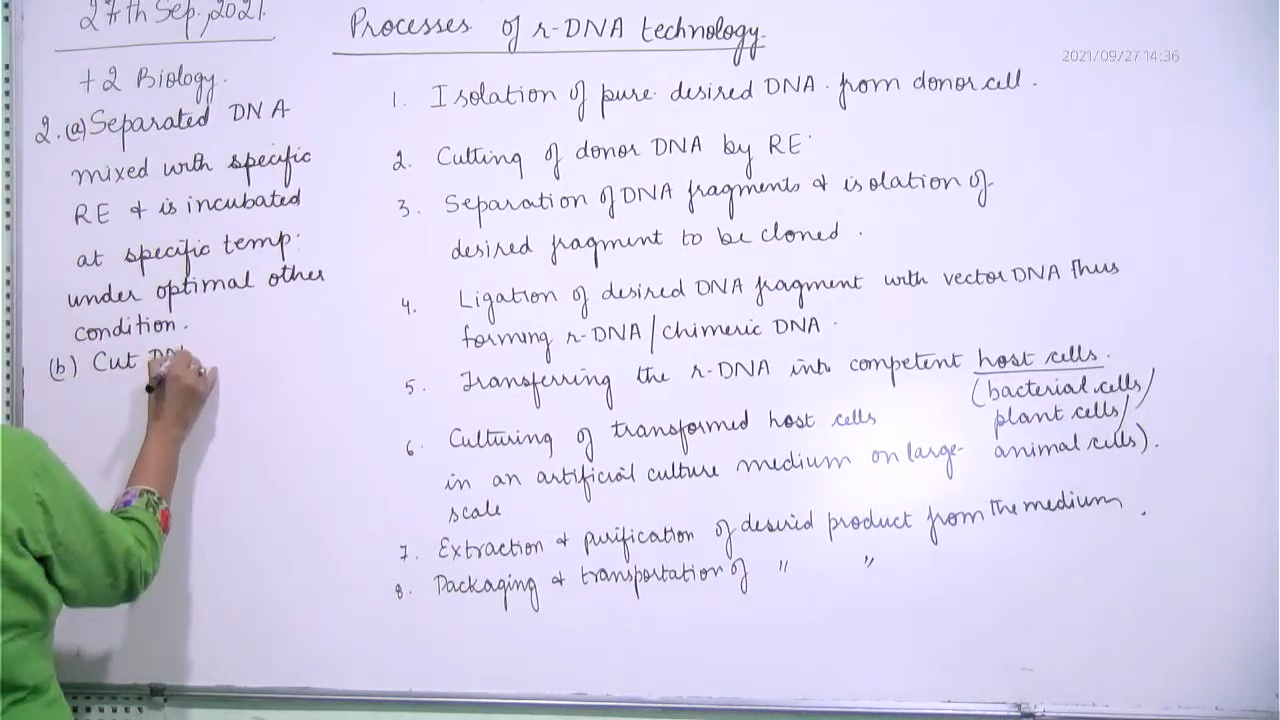 27th Sep., 2021.
+2 Biology.
2. (a) Separated DNA
mixed with specific
RE & is incubated
at specific temp.
under optimal other
condition.
(b) Cut
Processes of r-DNA technology.
2021/09/27 14:36
1. Isolation of pure desired DNA from donor cell.
2. Cutting of donor DNA by RE.
3. Separation of DNA fragments & isolation of
desired fragment to be cloned.
4. Ligation of desired DNA fragment with vector DNA thus
forming r-DNA/chimeric DNA.
5. Transferring the r-DNA into competent host cells.
(bacterial cells/
plant cells/
animal cells).
6. Culturing of transformed host cells
in an artificial culture medium on large-
scale
7. Extraction & purification of desired product from the medium.
8. Packaging & transportation of " "